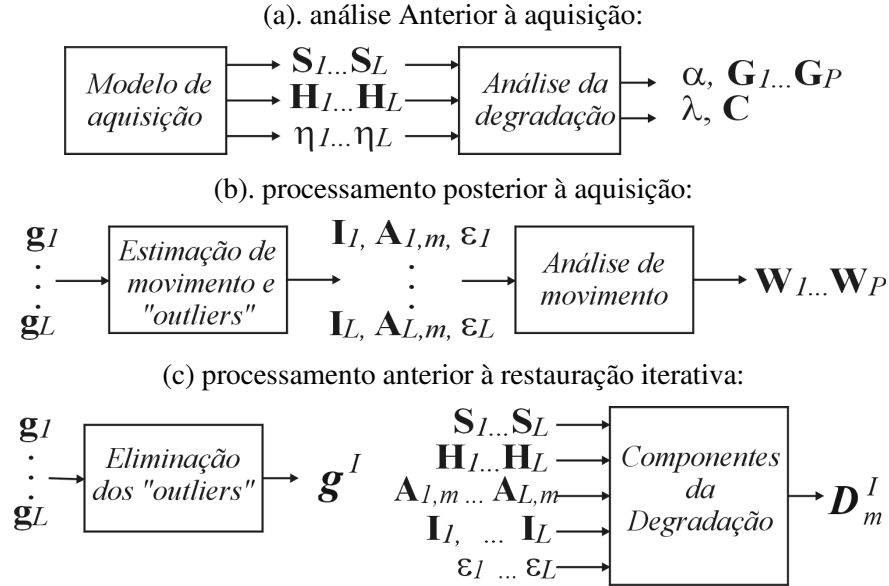 (a). análise Anterior à aquisição:
Modelo de
aquisição
S1...SL
H1...HL
η1...ηL
Análise da
degradação
α, G1...GP
λ, C
(b). processamento posterior à aquisição:
g1
⋮
gL
Estimação de
movimento e
"outliers"
I1, A1,m, ε1
⋮
IL, AL,m, εL
Análise de
movimento
W1...WP
(c) processamento anterior à restauração iterativa:
g1
⋮
gL
Eliminação
dos "outliers"
g^I
S1...SL
H1...HL
A1,m ... AL,m
I1, ... IL
ε1 ... εL
Componentes
da
Degradação
D_m^I